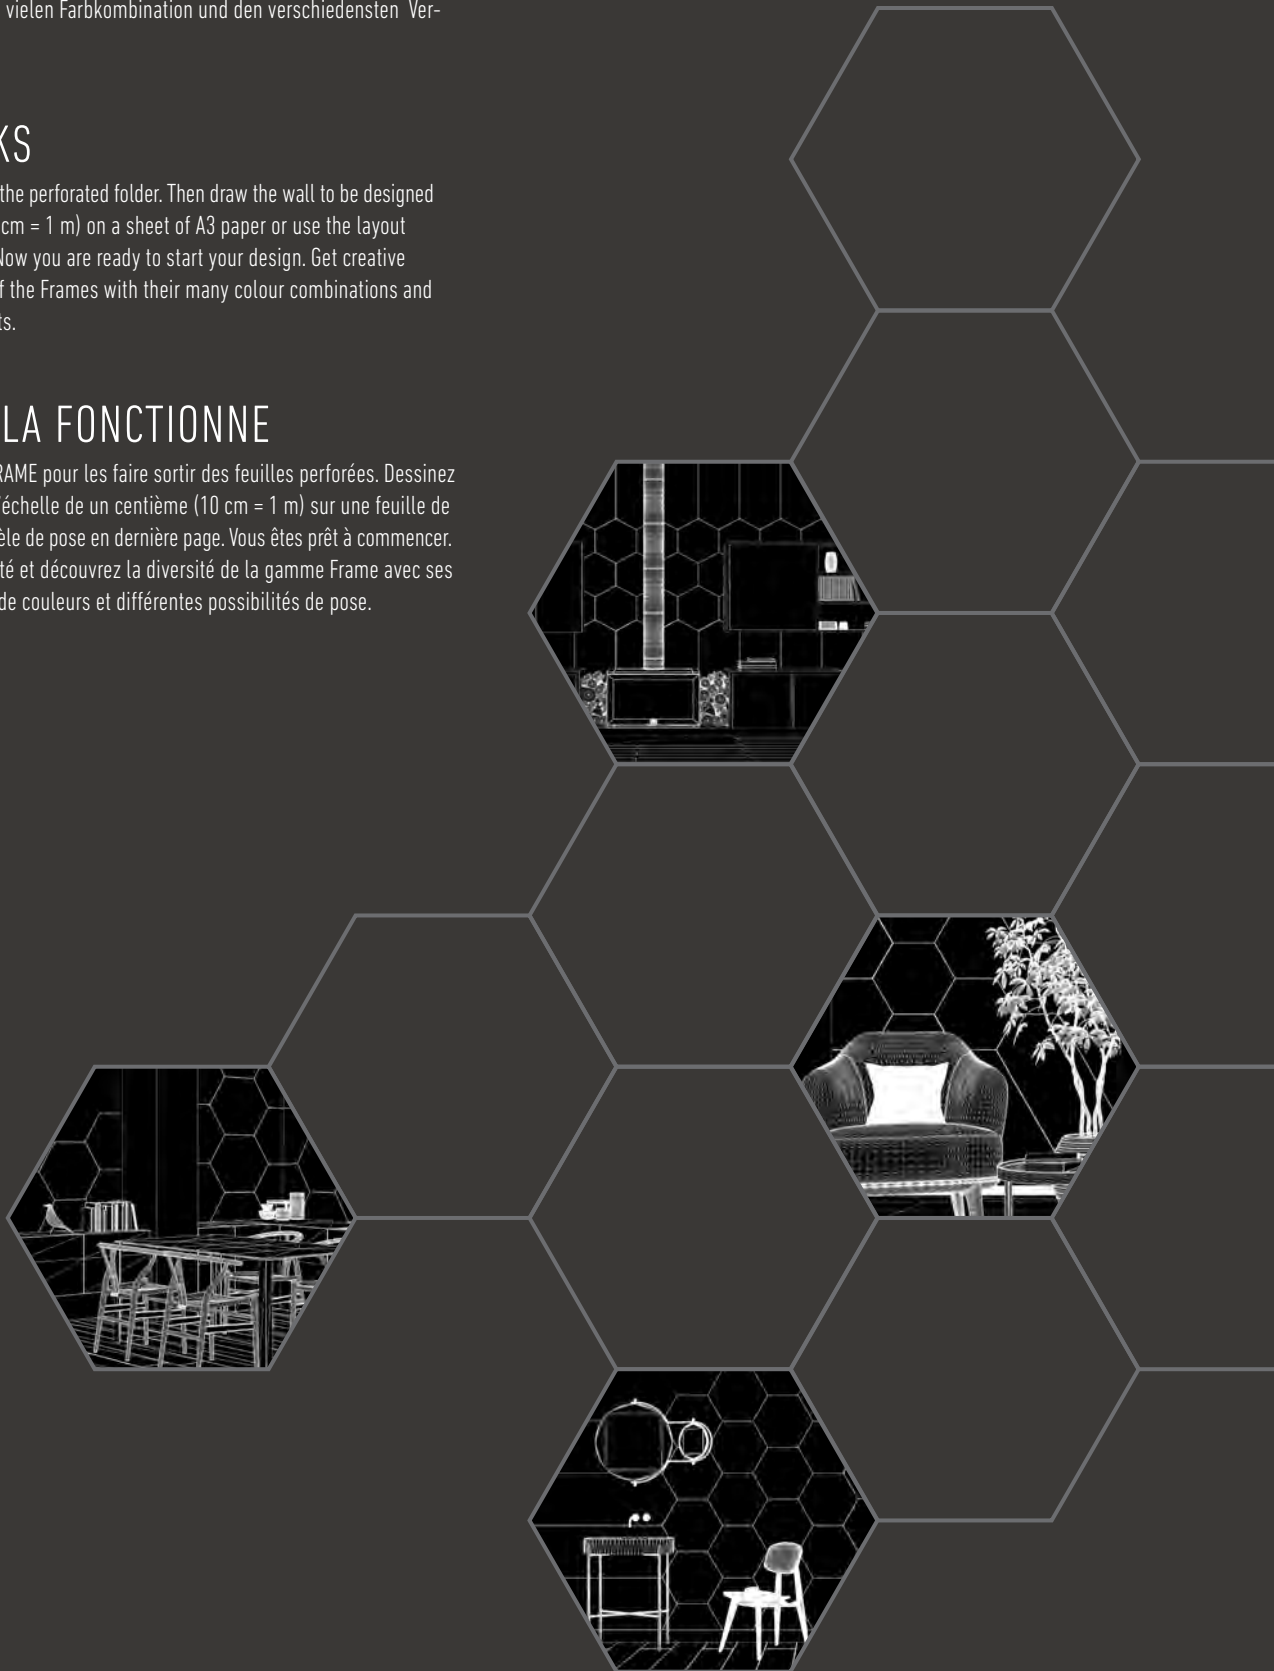 vielen Farbkombination und den verschiedensten Ver-
KS
the perforated folder. Then draw the wall to be designed
cm = 1 m) on a sheet of A3 paper or use the layout
Now you are ready to start your design. Get creative
f the Frames with their many colour combinations and
ts.
LA FONCTIONNE
RAME pour les faire sortir des feuilles perforées. Dessinez
'échelle de un centième (10 cm = 1 m) sur une feuille de
èle de pose en dernière page. Vous êtes prêt à commencer.
té et découvrez la diversité de la gamme Frame avec ses
de couleurs et différentes possibilités de pose.